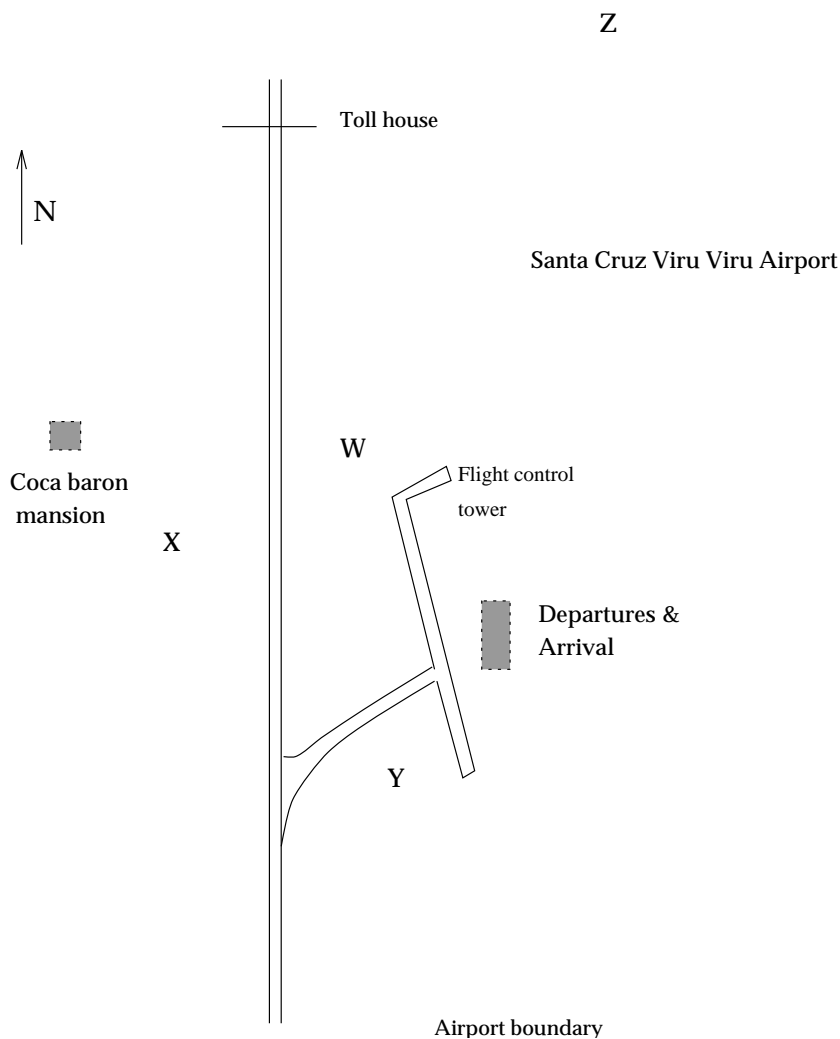 Z
Toll house
N
Santa Cruz Viru Viru Airport
W
Flight control
tower
Coca baron
mansion
X
Departures &
Arrival
Y
Airport boundary